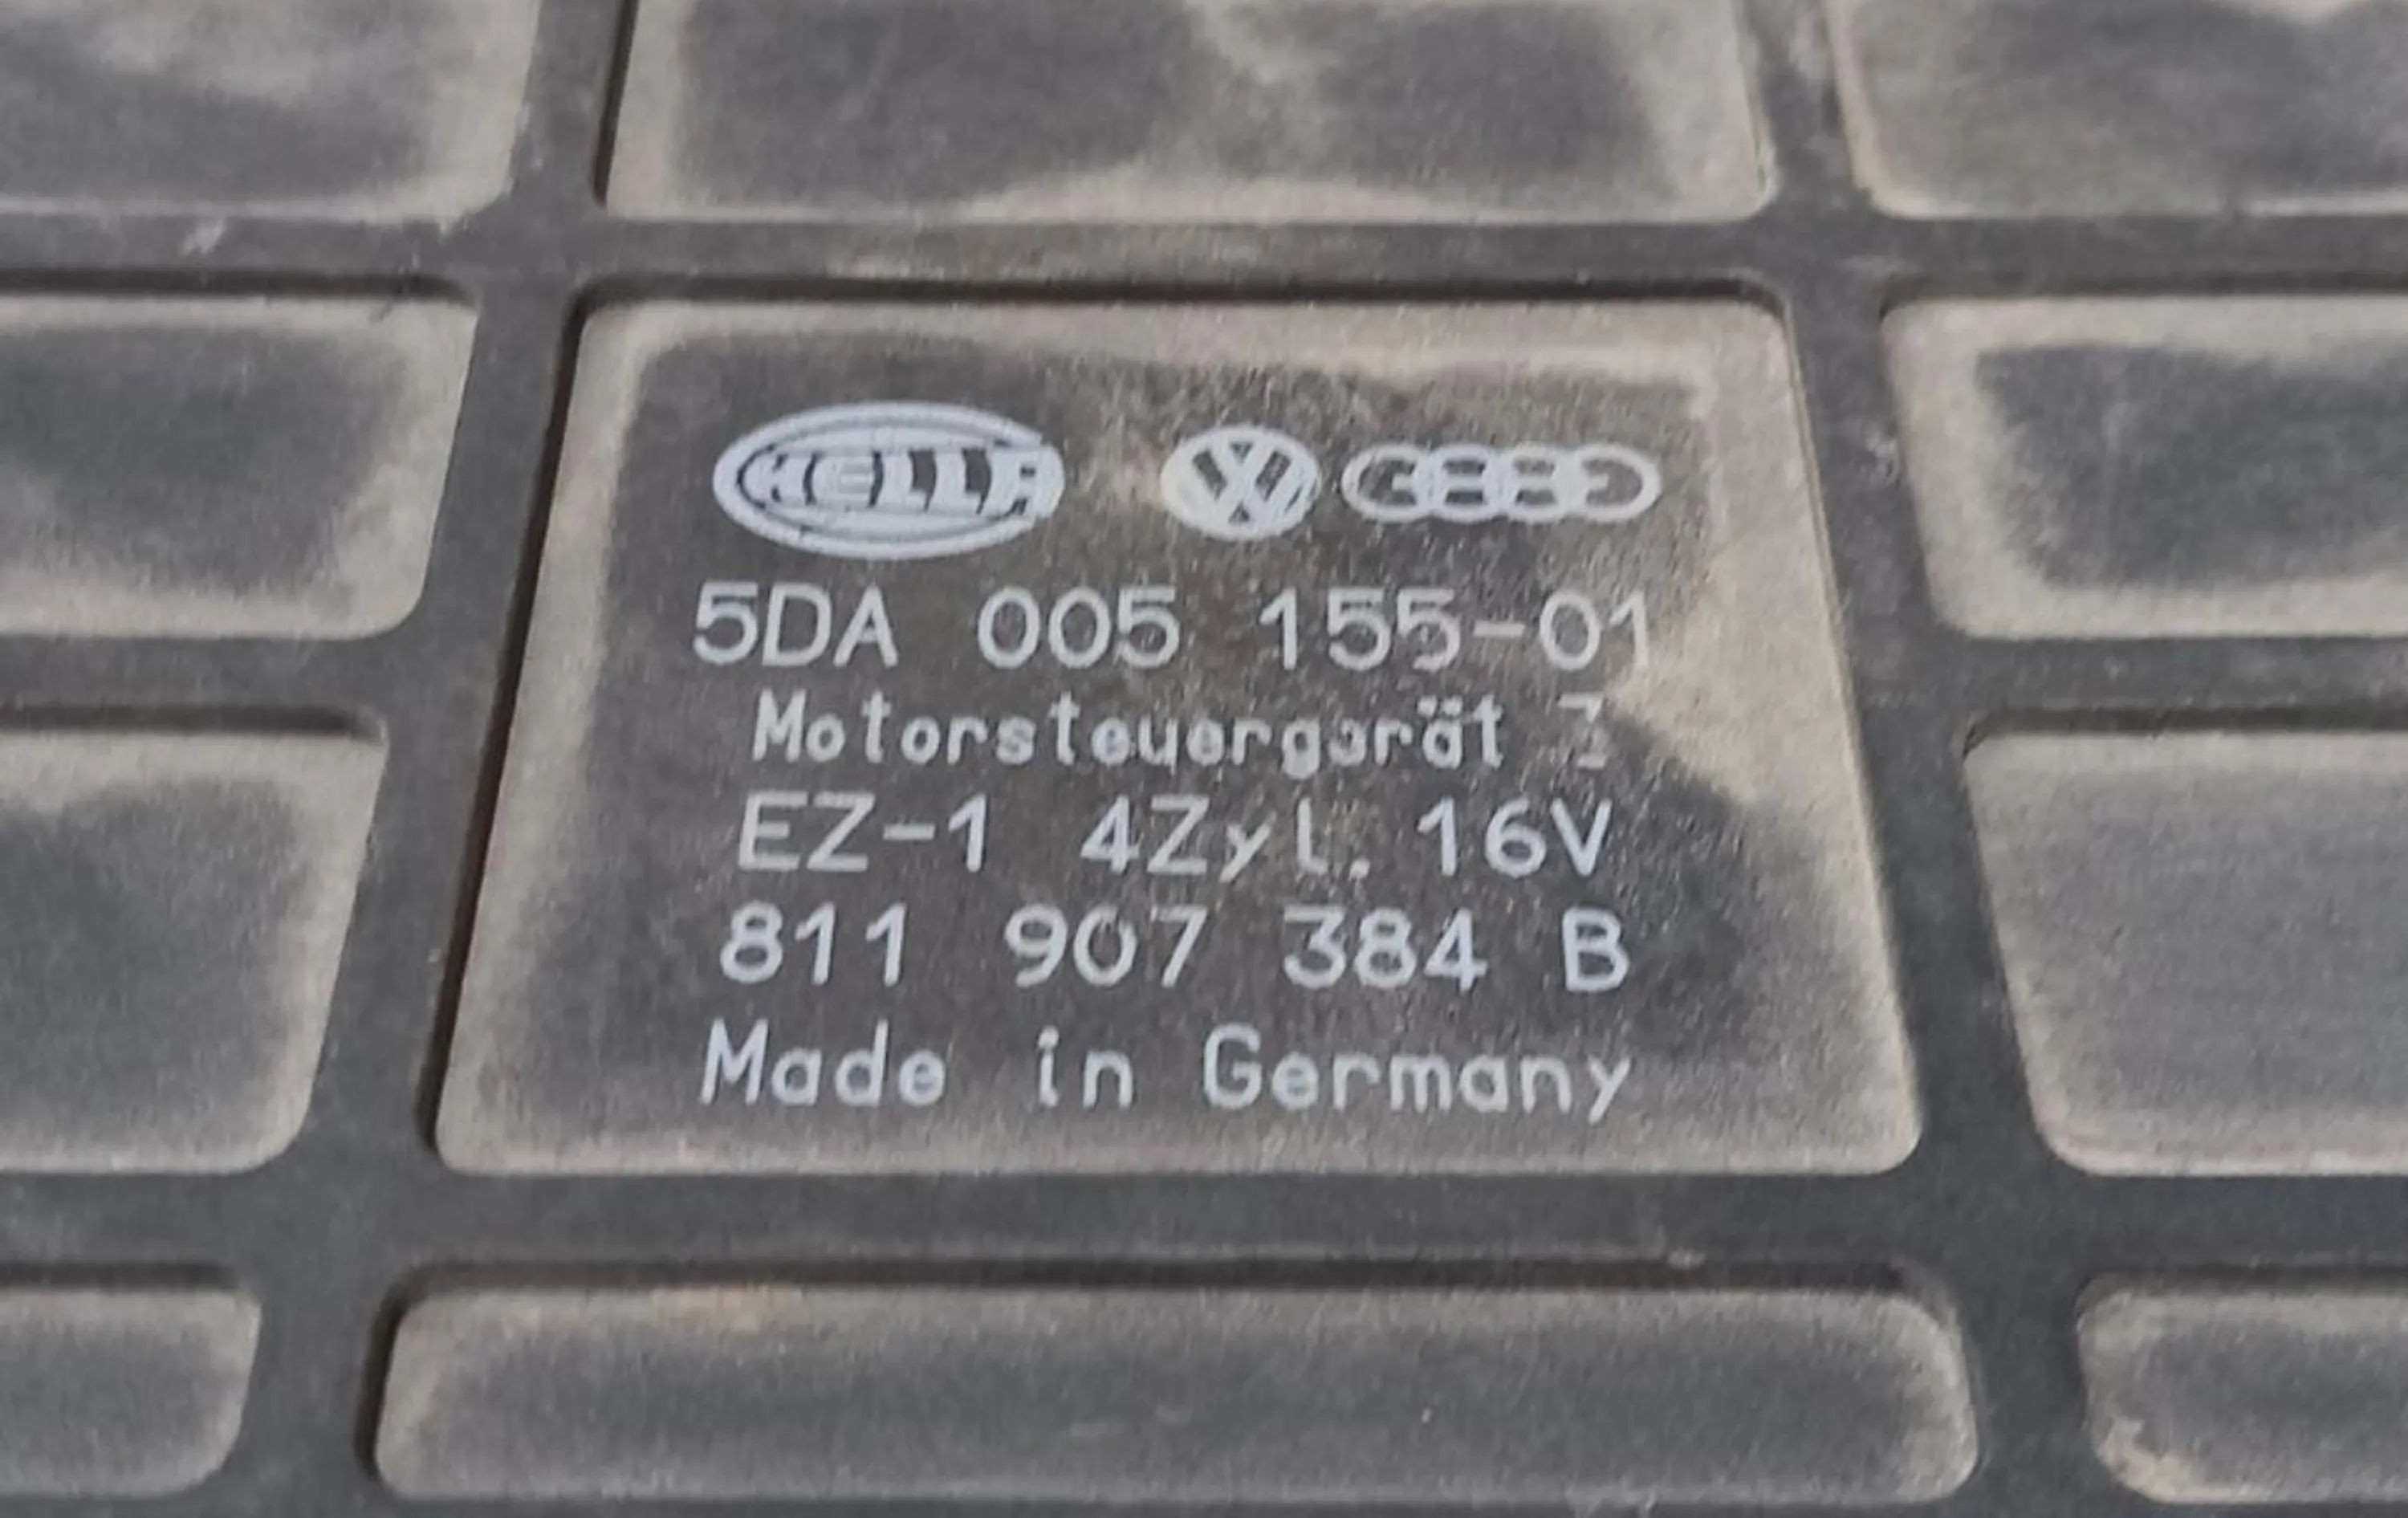 HELLA
5DA 005 155-01
Motorsteuergerät
EZ-1 4Zyl. 16V
811 907 384 B
Made in Germany